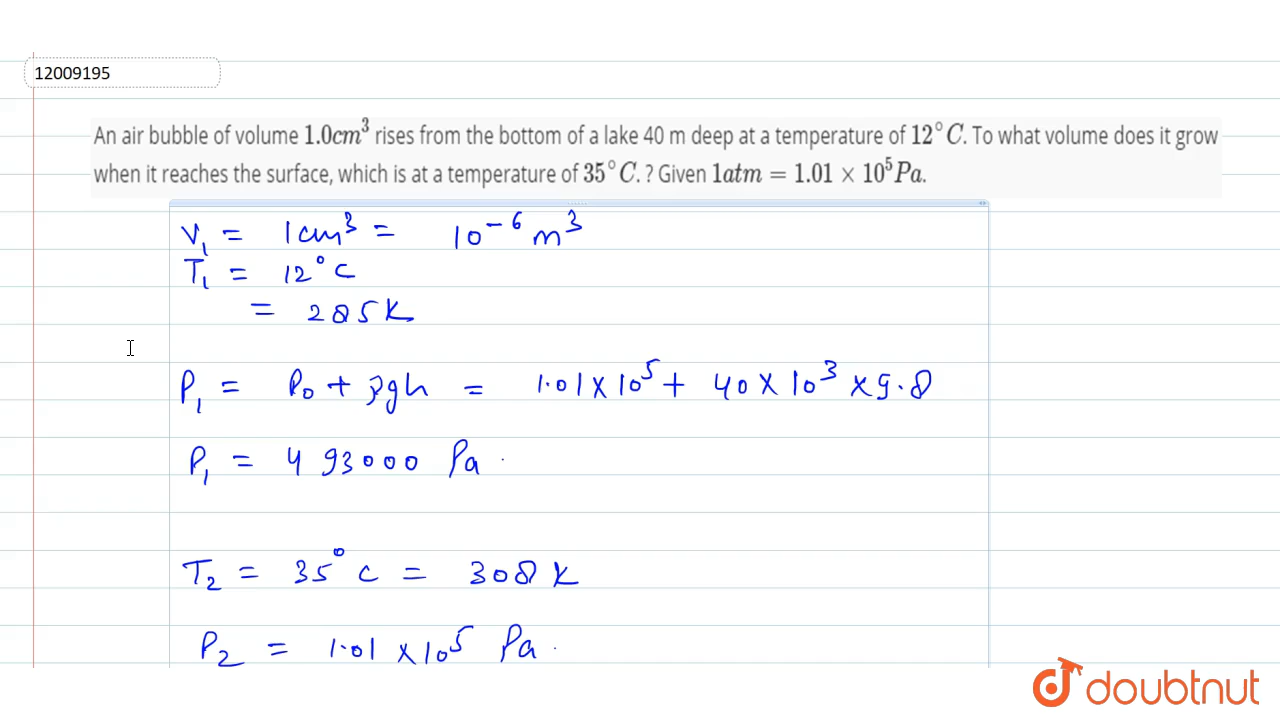 12009195
An air bubble of volume 1.0cm³ rises from the bottom of a lake 40 m deep at a temperature of 12°C. To what volume does it grow
when it reaches the surface, which is at a temperature of 35°C. ? Given 1atm = 1.01 × 10⁵Pa.
V₁ = 1cm³ = 10⁻⁶ m³
T₁ = 12°C
= 285K
P₁ = P₀ + ρgh = 1.01 × 10⁵ + 40 × 10³ × 9.8
P₁ = 493000 Pa
T₂ = 35°C = 308 K
P₂ = 1.01 × 10⁵ Pa.
doubtnut